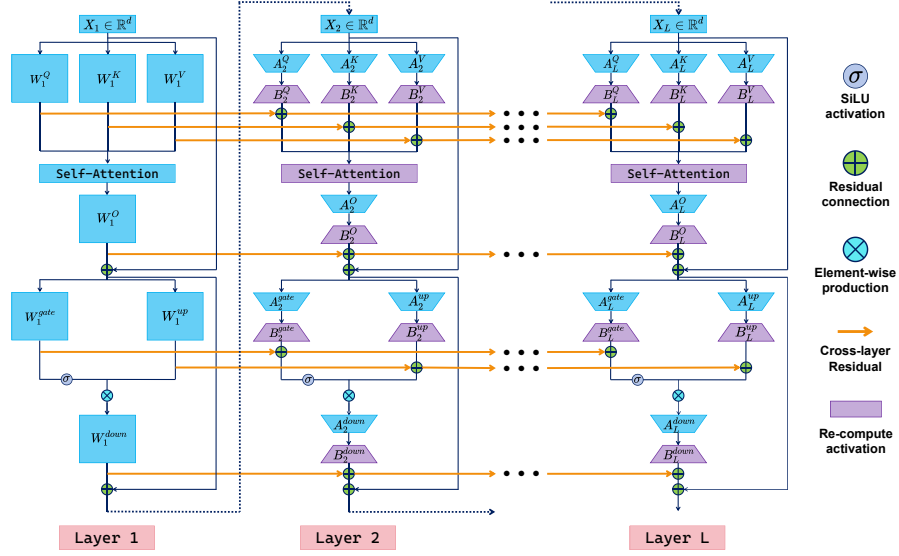 X₁ ∈ ℝᵈ
X₂ ∈ ℝᵈ
X_L ∈ ℝᵈ
W₁^Q W₁^K W₁^V
A₂^Q A₂^K A₂^V
A_L^Q A_L^K A_L^V
B₂^Q B₂^K B₂^V
B_L^Q B_L^K B_L^V
Self-Attention
Self-Attention
Self-Attention
W₁^O
A₂^O
A_L^O
B₂^O
B_L^O
W₁^gate W₁^up
A₂^gate A₂^up
A_L^gate A_L^up
B₂^gate B₂^up
B_L^gate B_L^up
σ
σ
σ
W₁^down
A₂^down
A_L^down
B₂^down
B_L^down
Layer 1
Layer 2
Layer L
σ
SiLU
activation
Residual
connection
Element-wise
production
Cross-layer
Residual
Re-compute
activation